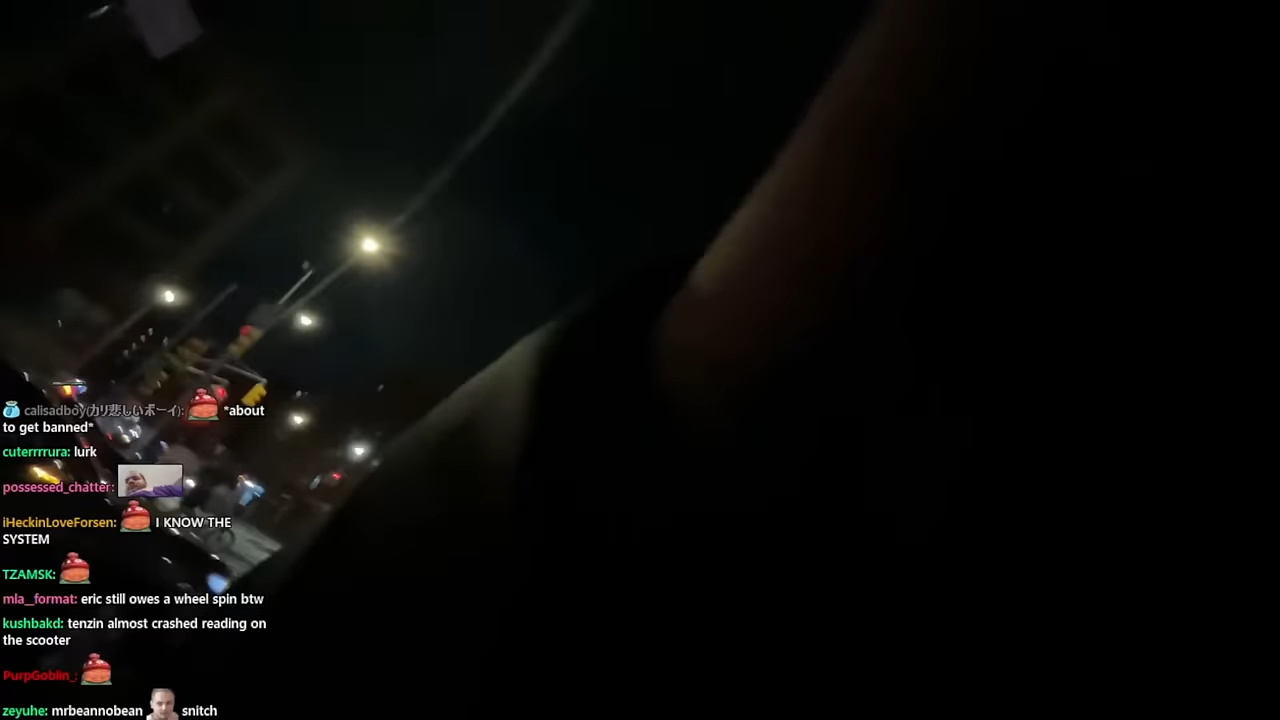 calisadboy(カリ悲しいボーイ): *about
to get banned*
cuterrrrura: lurk
possessed_chatter:
iHeckinLoveForsen: I KNOW THE
SYSTEM
TZAMSK:
mla__format: eric still owes a wheel spin btw
kushbakd: tenzin almost crashed reading on
the scooter
PurpGoblin_:
zeyuhe: mrbeannobean snitch